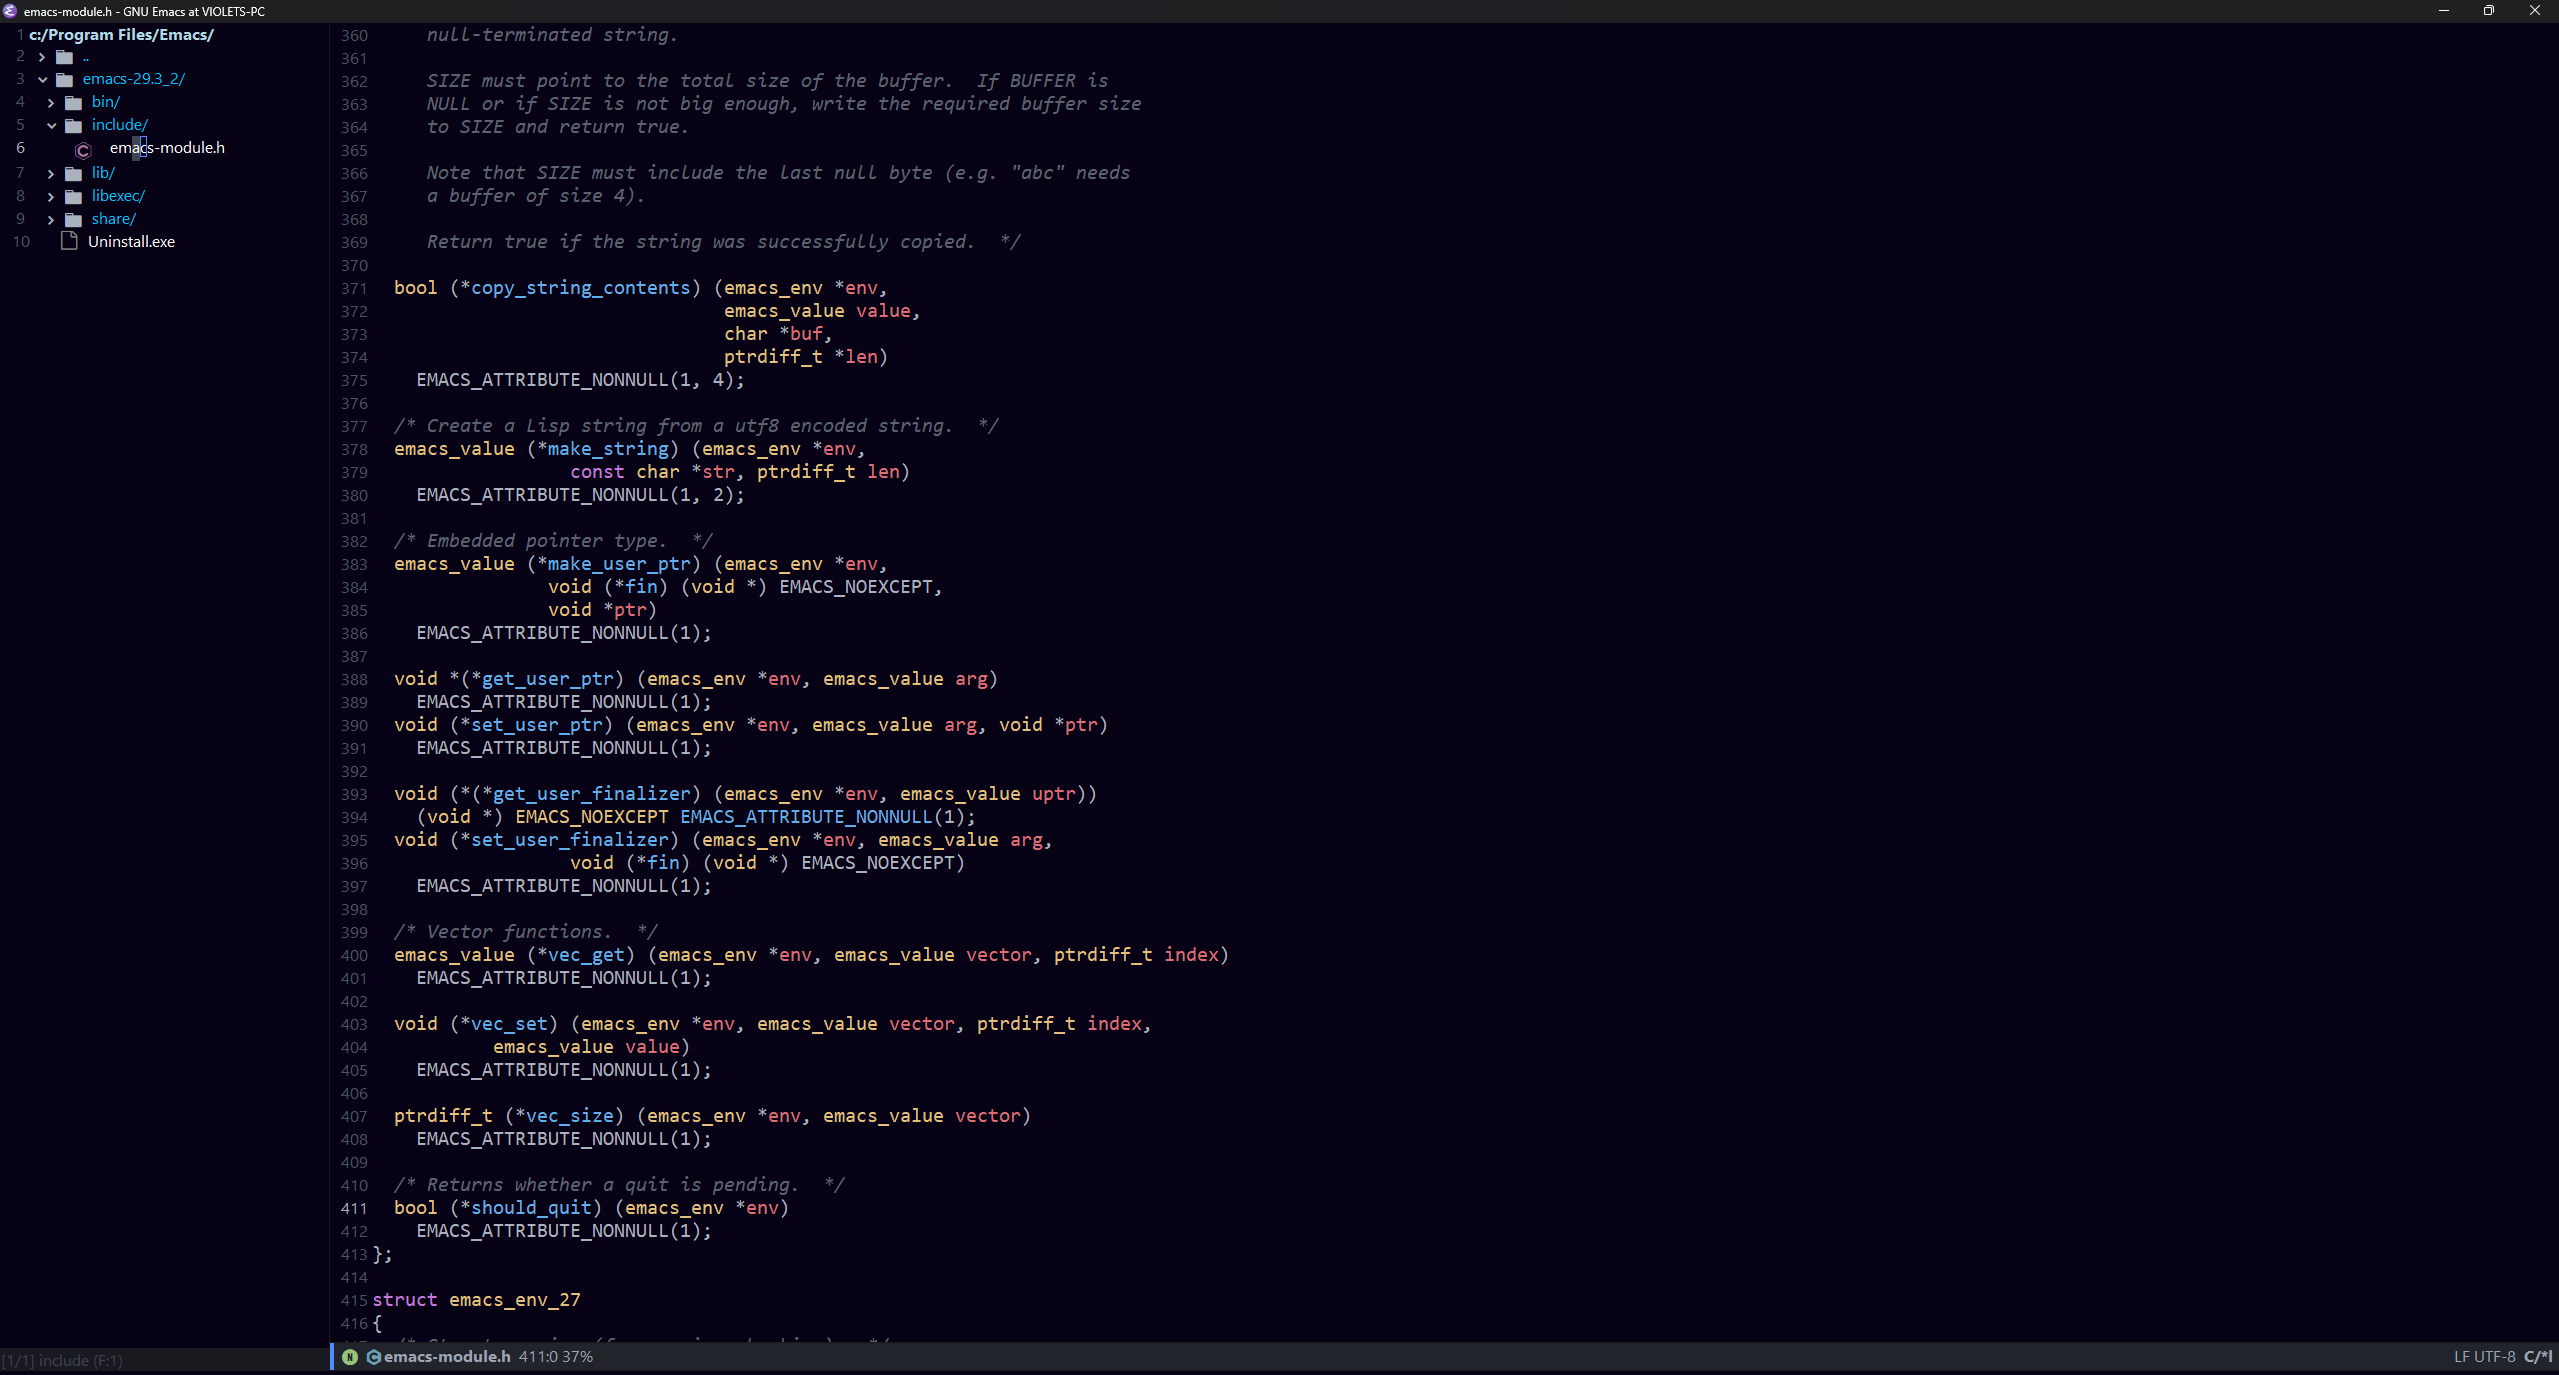 emacs-module.h - GNU Emacs at VIOLETS-PC
1 c:/Program Files/Emacs/
2 ..
3 emacs-29.3_2/
4 bin/
5 include/
6 emacs-module.h
7 lib/
8 libexec/
9 share/
10 Uninstall.exe
[1/1] include (F:1)
360 null-terminated string.
361
362 SIZE must point to the total size of the buffer.  If BUFFER is
363 NULL or if SIZE is not big enough, write the required buffer size
364 to SIZE and return true.
365
366 Note that SIZE must include the last null byte (e.g. "abc" needs
367 a buffer of size 4).
368
369 Return true if the string was successfully copied.  */
370
371 bool (*copy_string_contents) (emacs_env *env,
372 emacs_value value,
373 char *buf,
374 ptrdiff_t *len)
375 EMACS_ATTRIBUTE_NONNULL(1, 4);
376
377 /* Create a Lisp string from a utf8 encoded string.  */
378 emacs_value (*make_string) (emacs_env *env,
379 const char *str, ptrdiff_t len)
380 EMACS_ATTRIBUTE_NONNULL(1, 2);
381
382 /* Embedded pointer type.  */
383 emacs_value (*make_user_ptr) (emacs_env *env,
384 void (*fin) (void *) EMACS_NOEXCEPT,
385 void *ptr)
386 EMACS_ATTRIBUTE_NONNULL(1);
387
388 void *(*get_user_ptr) (emacs_env *env, emacs_value arg)
389 EMACS_ATTRIBUTE_NONNULL(1);
390 void (*set_user_ptr) (emacs_env *env, emacs_value arg, void *ptr)
391 EMACS_ATTRIBUTE_NONNULL(1);
392
393 void (*(*get_user_finalizer) (emacs_env *env, emacs_value uptr))
394 (void *) EMACS_NOEXCEPT EMACS_ATTRIBUTE_NONNULL(1);
395 void (*set_user_finalizer) (emacs_env *env, emacs_value arg,
396 void (*fin) (void *) EMACS_NOEXCEPT)
397 EMACS_ATTRIBUTE_NONNULL(1);
398
399 /* Vector functions.  */
400 emacs_value (*vec_get) (emacs_env *env, emacs_value vector, ptrdiff_t index)
401 EMACS_ATTRIBUTE_NONNULL(1);
402
403 void (*vec_set) (emacs_env *env, emacs_value vector, ptrdiff_t index,
404 emacs_value value)
405 EMACS_ATTRIBUTE_NONNULL(1);
406
407 ptrdiff_t (*vec_size) (emacs_env *env, emacs_value vector)
408 EMACS_ATTRIBUTE_NONNULL(1);
409
410 /* Returns whether a quit is pending.  */
411 bool (*should_quit) (emacs_env *env)
412 EMACS_ATTRIBUTE_NONNULL(1);
413 };
414
415 struct emacs_env_27
416 {
N C emacs-module.h 411:0 37% LF UTF-8 C/*l